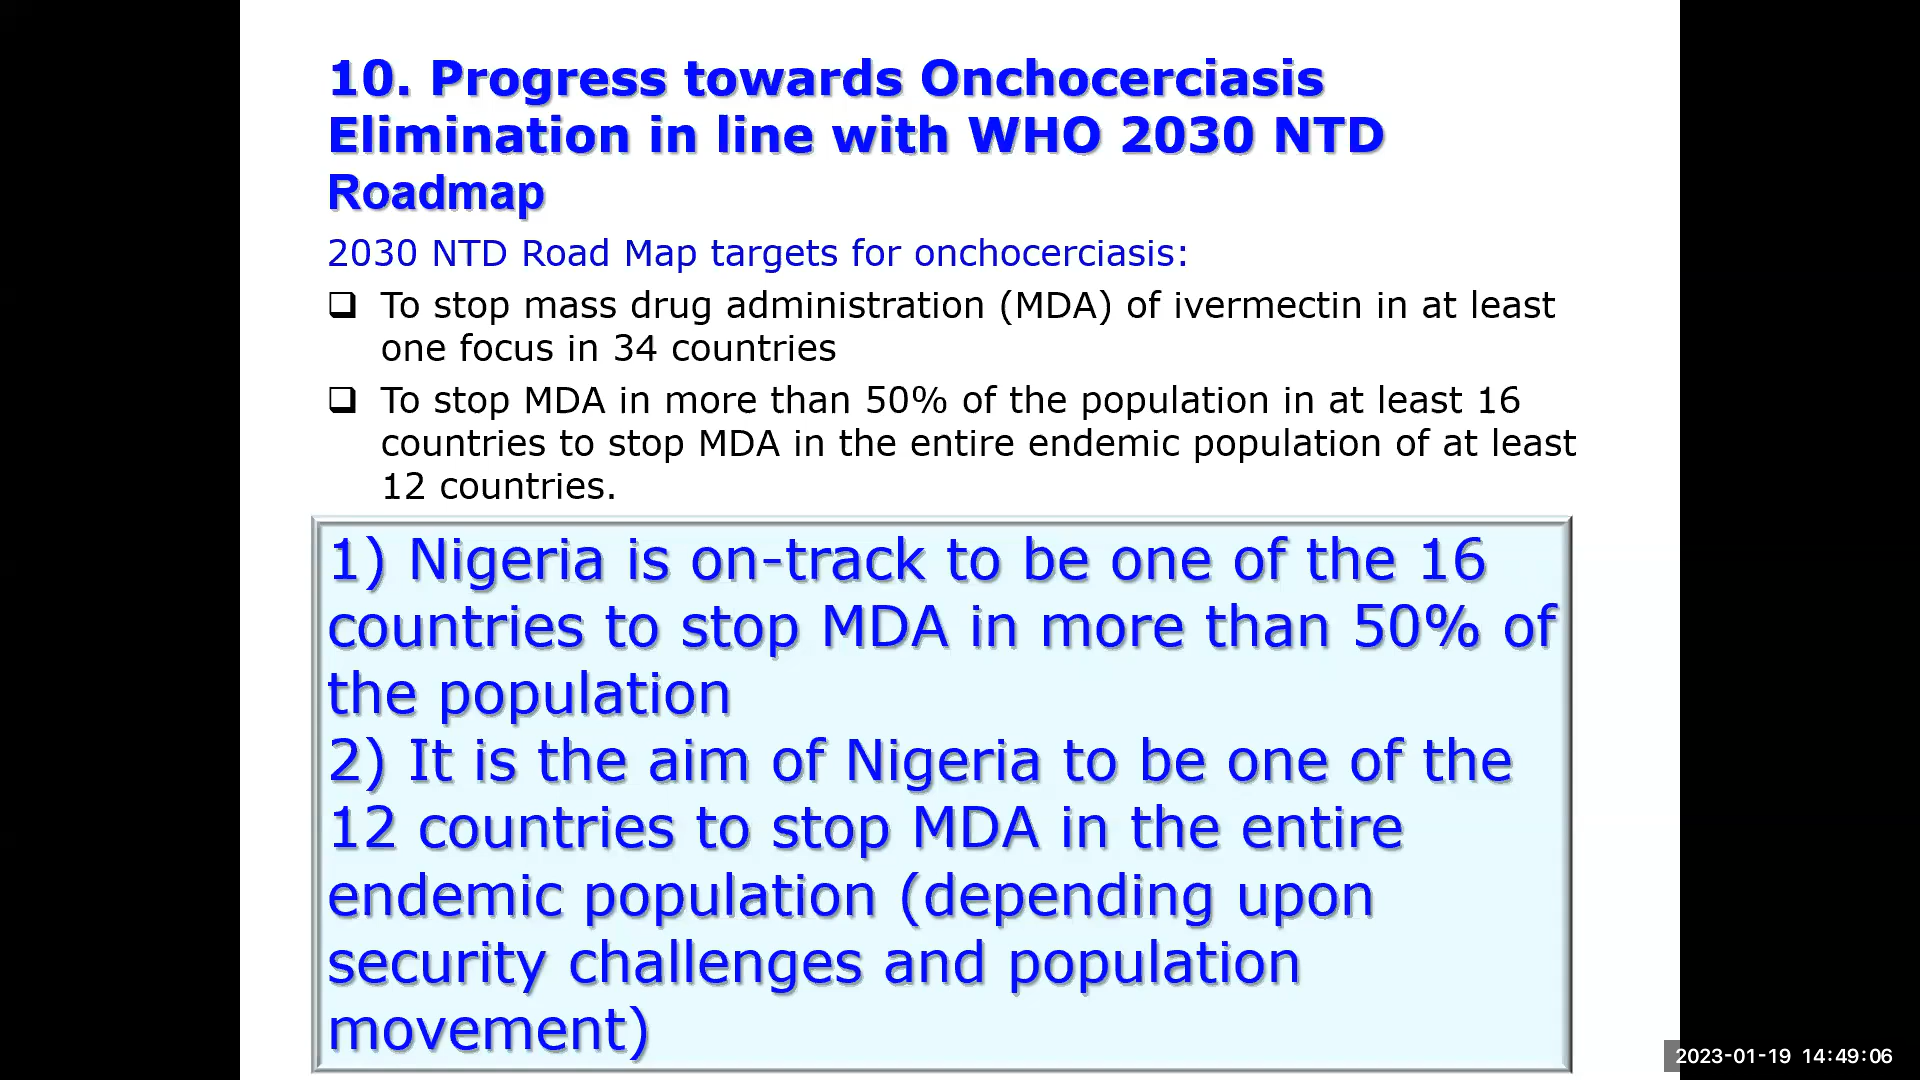 10. Progress towards Onchocerciasis
Elimination in line with WHO 2030 NTD
Roadmap
2030 NTD Road Map targets for onchocerciasis:
❑ To stop mass drug administration (MDA) of ivermectin in at least
one focus in 34 countries
❑ To stop MDA in more than 50% of the population in at least 16
countries to stop MDA in the entire endemic population of at least
12 countries.
1) Nigeria is on-track to be one of the 16
countries to stop MDA in more than 50% of
the population
2) It is the aim of Nigeria to be one of the
12 countries to stop MDA in the entire
endemic population (depending upon
security challenges and population
movement)
2023-01-19 14:49:06